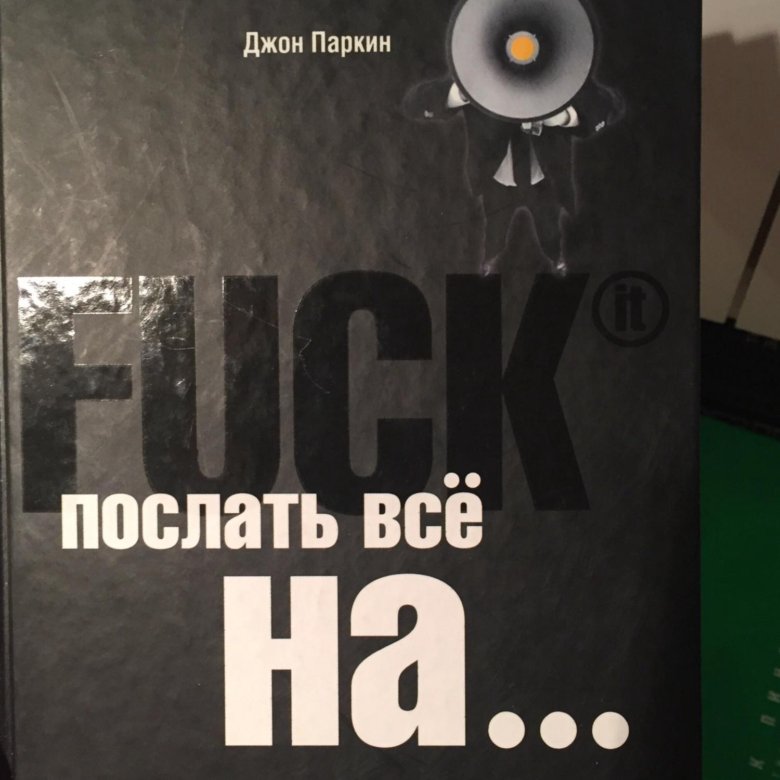 Джон Паркин
FUCK it
послать всё
на...